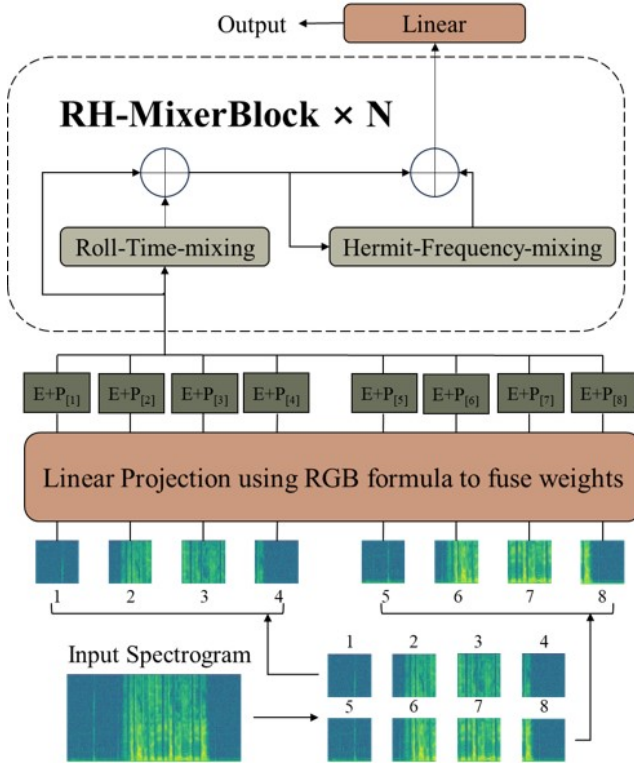 Output
Linear
RH-MixerBlock × N
Roll-Time-mixing
Hermit-Frequency-mixing
E+P[1] E+P[2] E+P[3] E+P[4] E+P[5] E+P[6] E+P[7] E+P[8]
Linear Projection using RGB formula to fuse weights
1 2 3 4 5 6 7 8
Input Spectrogram
1 2 3 4
5 6 7 8